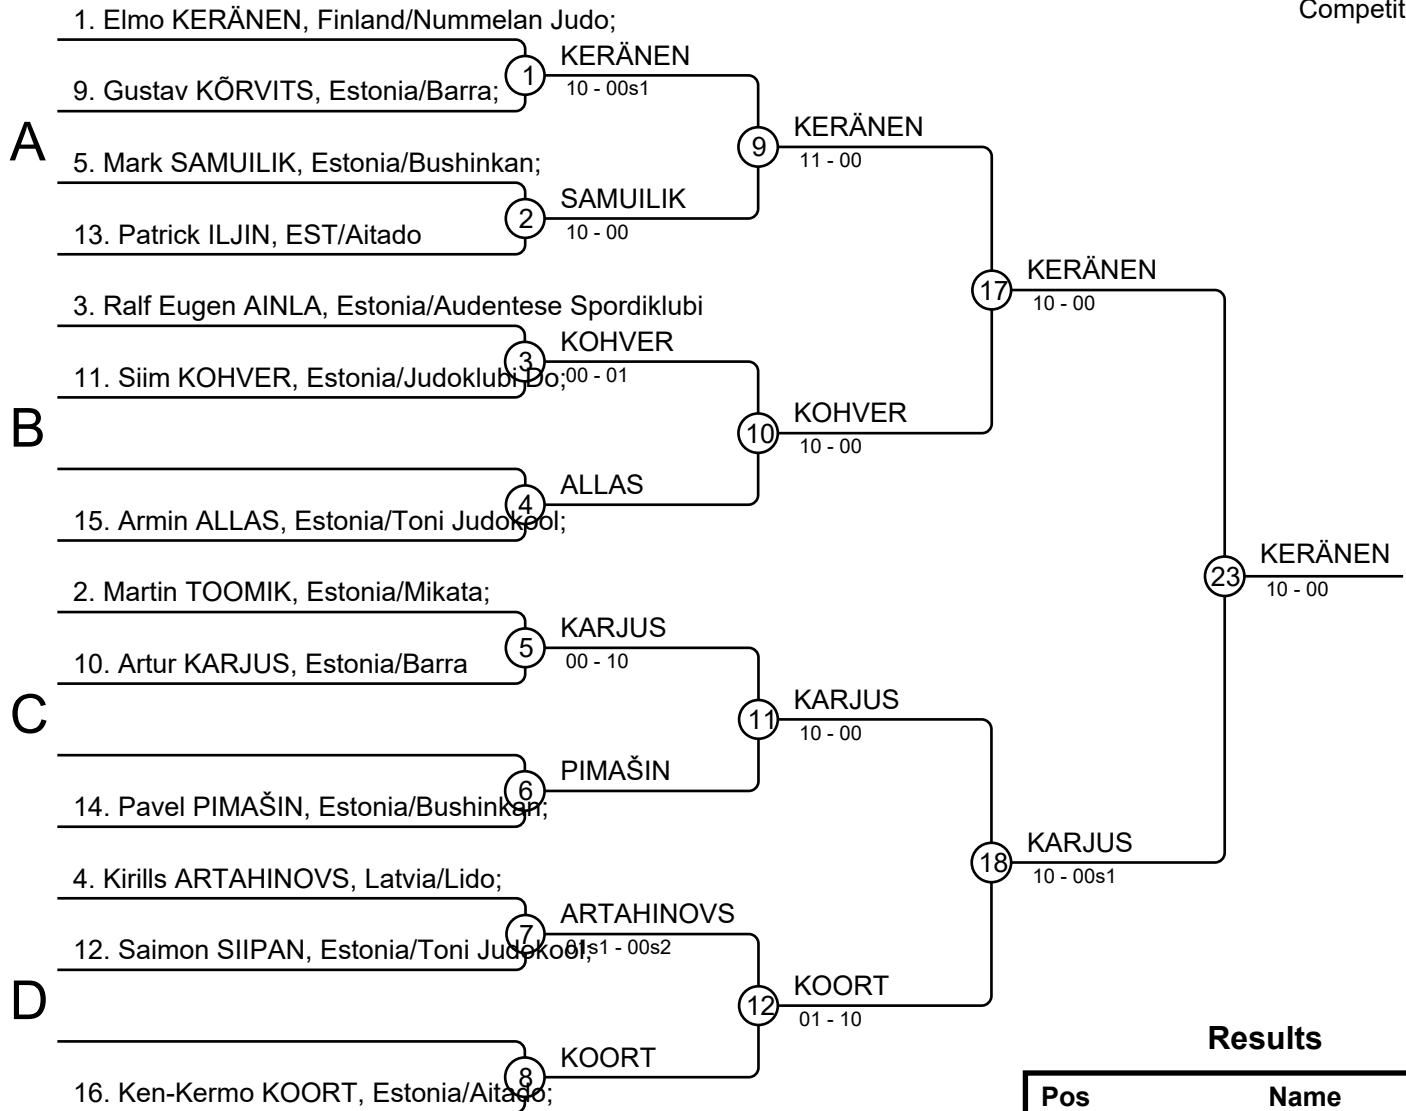 Competit
1. Elmo KERÄNEN, Finland/Nummelan Judo;
1
KERÄNEN
10 - 00s1
9. Gustav KÕRVITS, Estonia/Barra;
A
9
KERÄNEN
11 - 00
5. Mark SAMUILIK, Estonia/Bushinkan;
2
SAMUILIK
10 - 00
13. Patrick ILJIN, EST/Aitado
17
KERÄNEN
10 - 00
3. Ralf Eugen AINLA, Estonia/Audentese Spordiklubi
3
KOHVER
00 - 01
11. Siim KOHVER, Estonia/Judoklubi Do;
B
10
KOHVER
10 - 00
4
ALLAS
15. Armin ALLAS, Estonia/Toni Judokool;
23
KERÄNEN
10 - 00
2. Martin TOOMIK, Estonia/Mikata;
5
KARJUS
00 - 10
10. Artur KARJUS, Estonia/Barra
C
11
KARJUS
10 - 00
6
PIMAŠIN
14. Pavel PIMAŠIN, Estonia/Bushinkan;
18
KARJUS
10 - 00s1
4. Kirills ARTAHINOVS, Latvia/Lido;
7
ARTAHINOVS
01s1 - 00s2
12. Saimon SIIPAN, Estonia/Toni Judokool;
D
12
KOORT
01 - 10
8
KOORT
16. Ken-Kermo KOORT, Estonia/Aitado;
Results
Pos Name